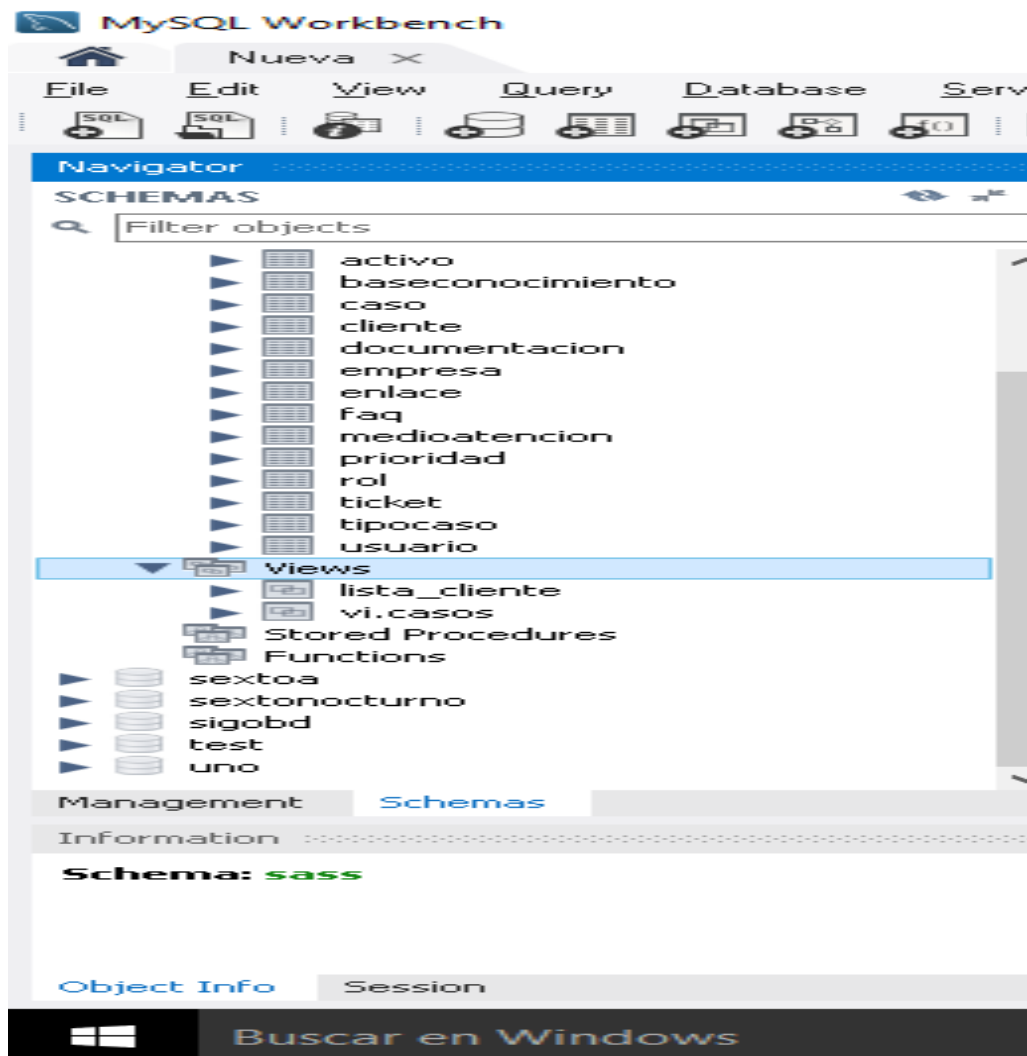 MySQL Workbench
Nueva
File Edit View Query Database Serv
SQL SQL
Navigator
SCHEMAS
Filter objects
activo
baseconocimiento
caso
cliente
documentacion
empresa
enlace
faq
medioatencion
prioridad
rol
ticket
tipocaso
usuario
Views
lista_cliente
vi.casos
Stored Procedures
Functions
sextoa
sextonocturno
sigobd
test
uno
Management Schemas
Information
Schema: sass
Object Info Session
Buscar en Windows